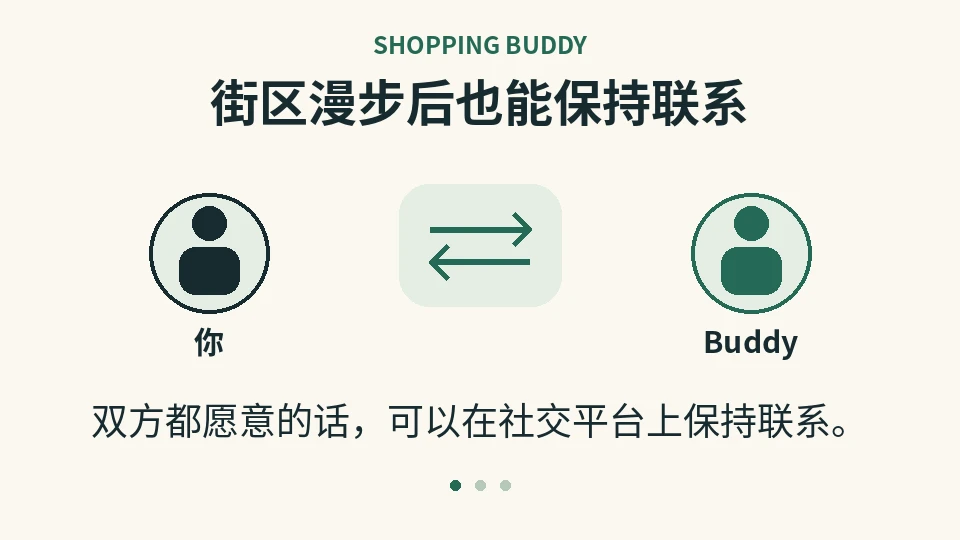 SHOPPING BUDDY
街区漫步后也能保持联系
你
Buddy
双方都愿意的话，可以在社交平台上保持联系。